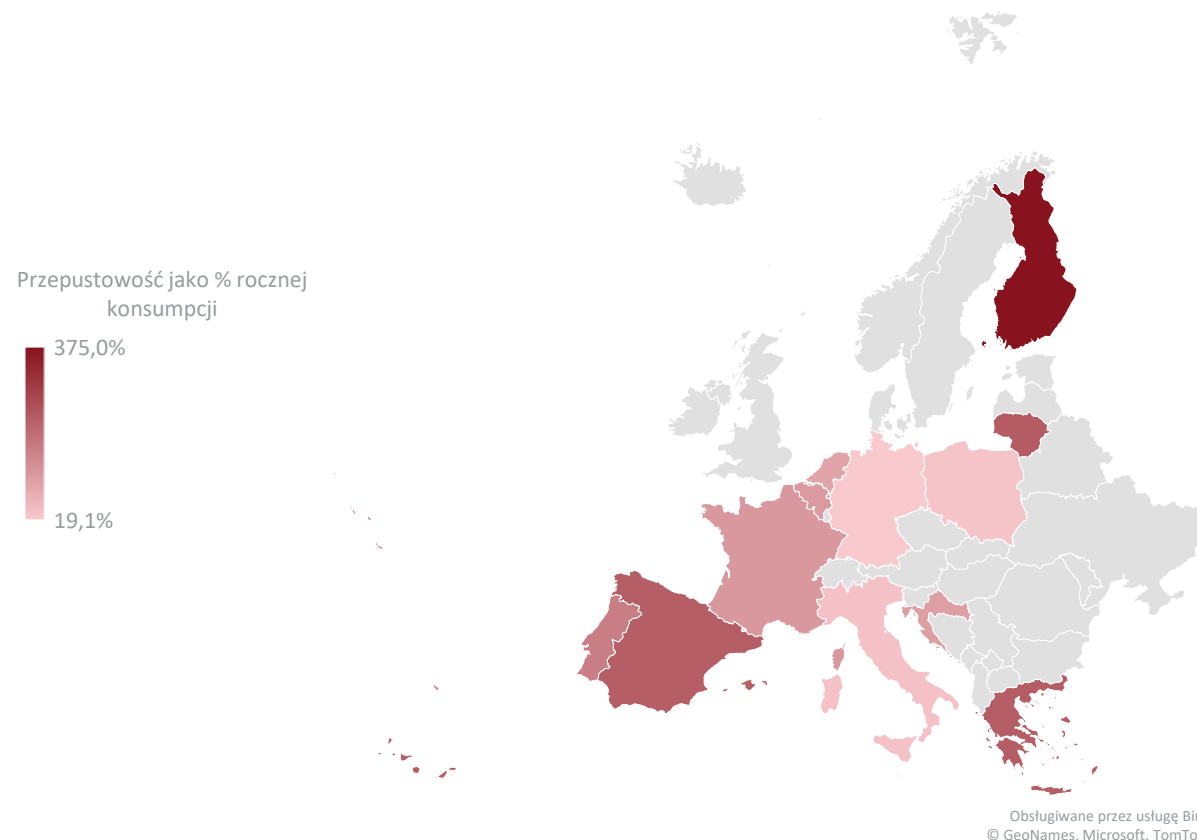 Przepustowość jako % rocznej
konsumpcji
375,0%
19,1%
Obsługiwane przez usługę
© GeoNames, Microsoft,